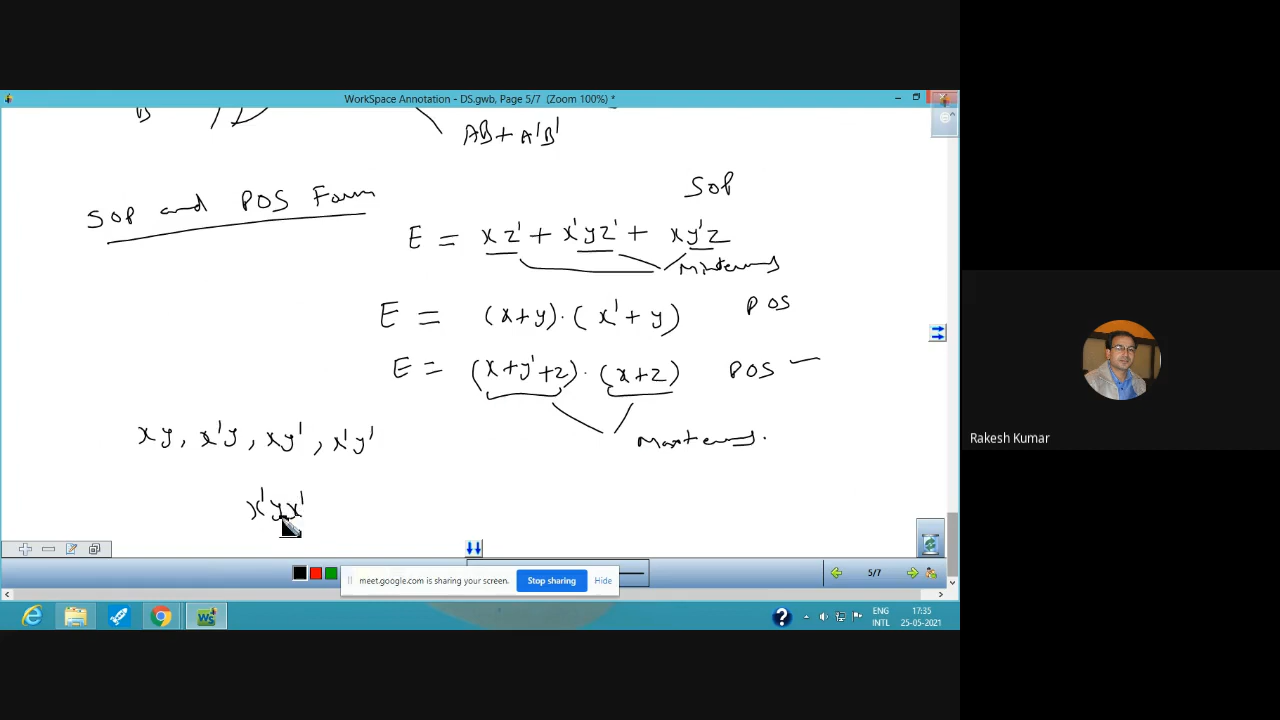 WorkSpace Annotation - DS.gwb, Page 5/7 (Zoom 100%) *
B
AB + A'B'
SOP and POS Form
SOP
E = xz' + x'yz' + xy'z
Minterms
E = (x+y)·(x'+y) POS
E = (x+y'+z)·(x+z) POS
Maxterms.
xy, x'y, xy', x'y'
x'yx'
Rakesh Kumar
5/7
meet.google.com is sharing your screen. Stop sharing Hide
ENG 17:35
INTL 25-05-2021